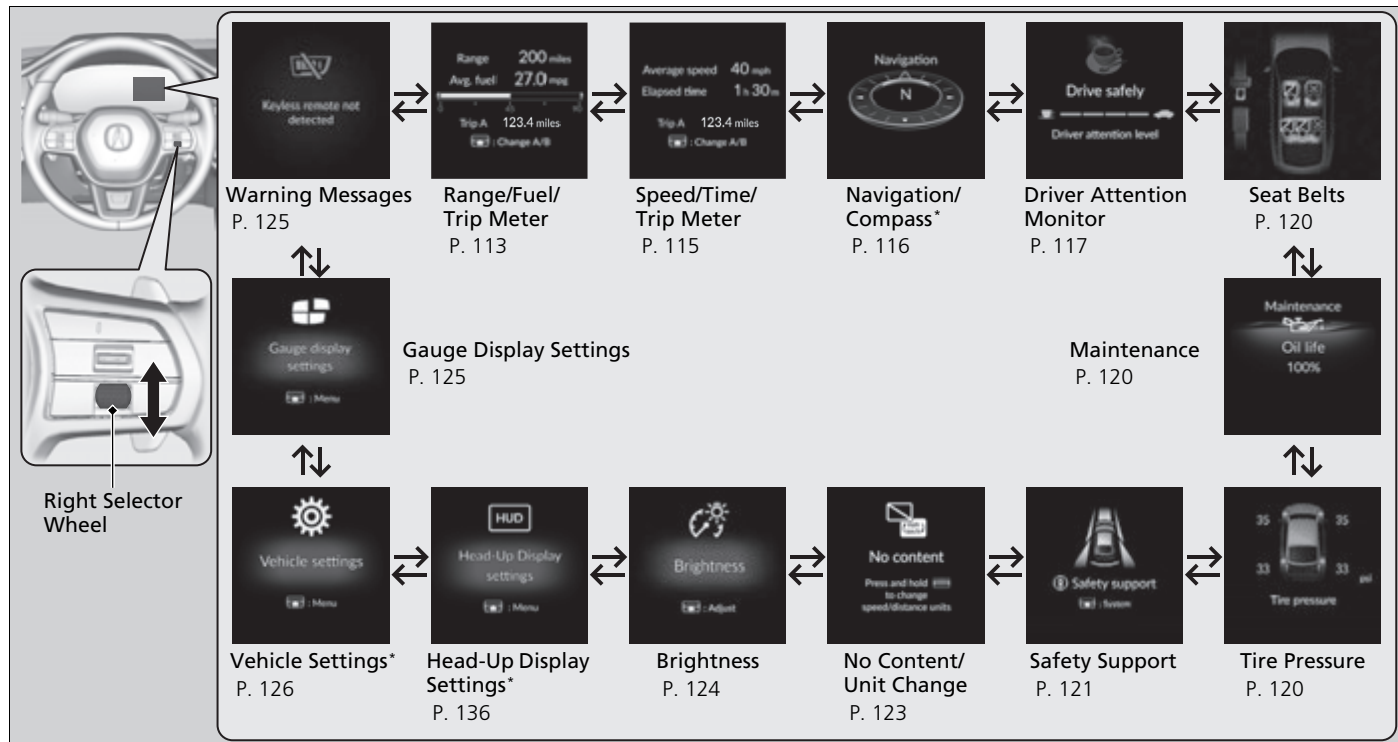 Keyless remote not
detected
Warning Messages
P. 125
Range 200 miles
Avg. fuel 27.0 mpg
Trip A 123.4 miles
: Change A/B
Range/Fuel/
Trip Meter
P. 113
Average speed 40 mph
Elapsed time 1 h 30 m
Trip A 123.4 miles
: Change A/B
Speed/Time/
Trip Meter
P. 115
Navigation
N
Navigation/
Compass*
P. 116
Drive safely
Driver attention level
Driver Attention
Monitor
P. 117
Seat Belts
P. 120
Gauge display
settings
: Menu
Gauge Display Settings
P. 125
Maintenance
P. 120
Maintenance
Oil life
100%
Right Selector
Wheel
Vehicle settings
: Menu
Vehicle Settings*
P. 126
HUD
Head-Up Display
settings
: Menu
Head-Up Display
Settings*
P. 136
Brightness
: Adjust
Brightness
P. 124
No content
Press and hold
to change
speed/distance units
No Content/
Unit Change
P. 123
Safety support
: System
Safety Support
P. 121
35 35
33 33
psi
Tire pressure
Tire Pressure
P. 120